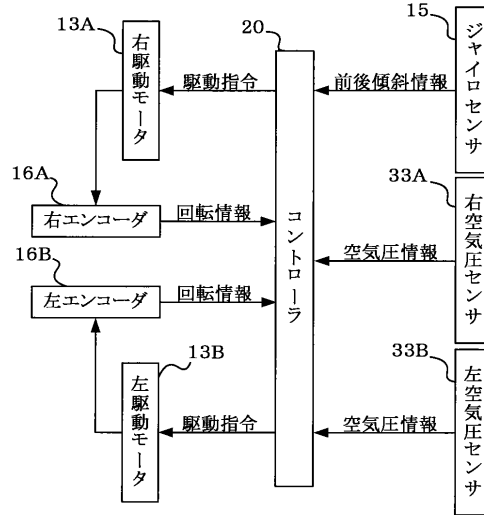 13A
20
15
右駆動モータ
駆動指令
前後傾斜情報
ジャイロセンサ
16A
右エンコーダ
回転情報
33A
右空気圧センサ
コントローラ
空気圧情報
16B
左エンコーダ
回転情報
13B
33B
左駆動モータ
駆動指令
空気圧情報
左空気圧センサ